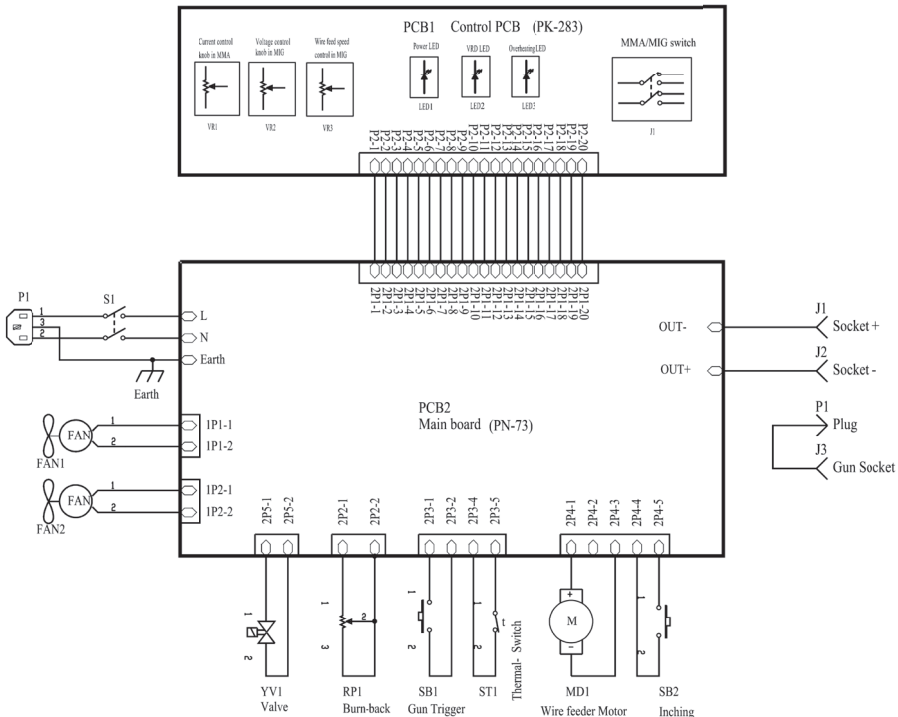 PCB1 Control PCB (PK-283)
Current control
knob in MMA
Voltage control
knob in MIG
Wire feed speed
control in MIG
Power LED
VRD LED
Overheating LED
MMA/MIG switch
VR1
VR2
VR3
LED1
LED2
LED3
J1
P2-1
P2-2
P2-3
P2-4
P2-5
P2-6
P2-7
P2-8
P2-9
P2-10
P2-11
P2-12
P2-13
P2-14
P2-15
P2-16
P2-17
P2-18
P2-19
P2-20
2P1-1
2P1-2
2P1-3
2P1-4
2P1-5
2P1-6
2P1-7
2P1-8
2P1-9
2P1-10
2P1-11
2P1-12
2P1-13
2P1-14
2P1-15
2P1-16
2P1-17
2P1-18
2P1-19
2P1-20
P1
1
3
2
S1
L
N
Earth
Earth
OUT-
OUT+
J1
Socket +
J2
Socket -
P1
Plug
J3
Gun Socket
PCB2
Main board (PN-73)
FAN
1
2
FAN1
1P1-1
1P1-2
FAN
1
2
FAN2
1P2-1
1P2-2
2P5-1
2P5-2
2P2-1
2P2-2
2P3-1
2P3-2
2P3-4
2P3-5
2P4-1
2P4-2
2P4-3
2P4-4
2P4-5
1
2
1
2
3
1
2
1
2
t
Thermal- Switch
+
M
-
1
2
YV1
Valve
RP1
Burn-back
SB1
Gun Trigger
ST1
MD1
Wire feeder Motor
SB2
Inching